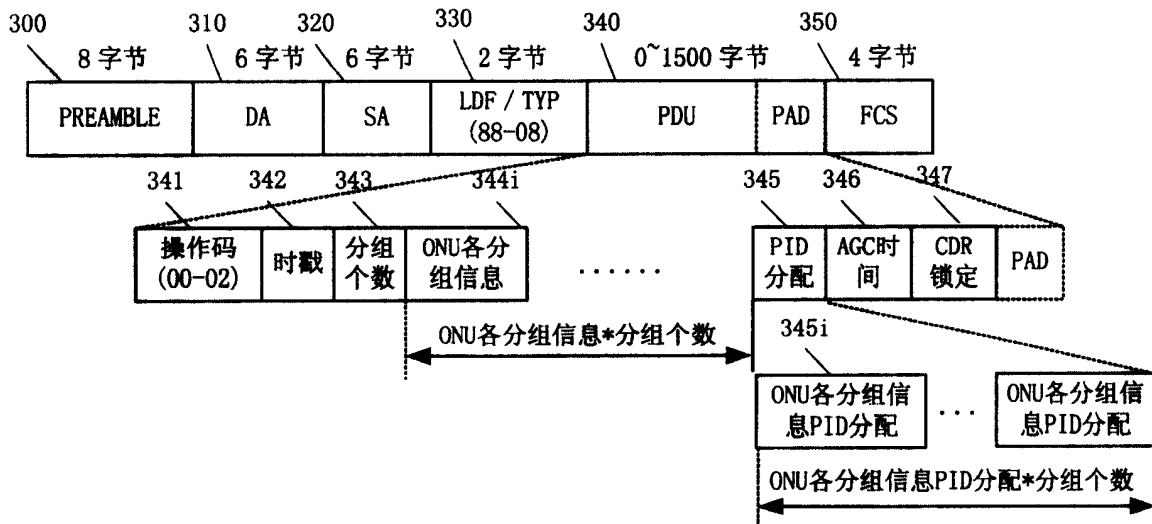 300 310 320 330 340 350
8 字节 6 字节 6 字节 2 字节 0~1500 字节 4 字节
PREAMBLE DA SA LDF / TYP (88-08) PDU PAD FCS
341 342 343 344i 345 346 347
操作码 (00-02) 时戳 分组个数 ONU各分组信息 ...... PID分配 AGC时间 CDR锁定 PAD
ONU各分组信息*分组个数
345i
ONU各分组信息PID分配 ... ONU各分组信息PID分配
ONU各分组信息PID分配*分组个数